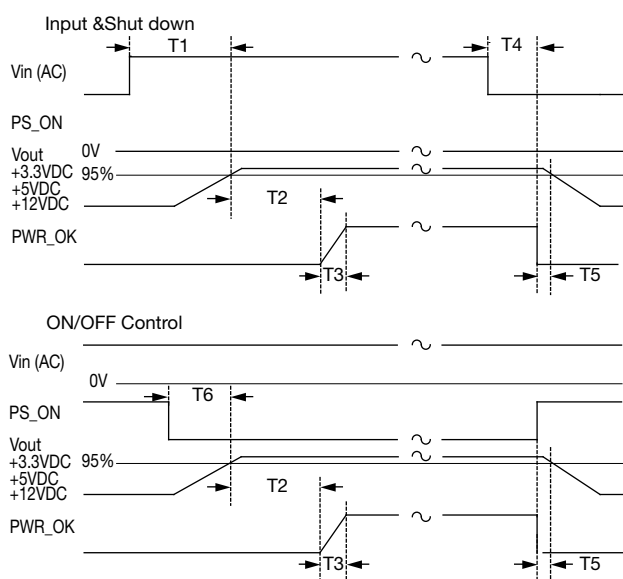 Input &Shut down
T1
T4
Vin (AC)
PS_ON
Vout
0V
+3.3VDC
95%
+5VDC
+12VDC
T2
PWR_OK
T3
T5
ON/OFF Control
Vin (AC)
0V
T6
PS_ON
Vout
+3.3VDC
95%
+5VDC
+12VDC
T2
PWR_OK
T3
T5